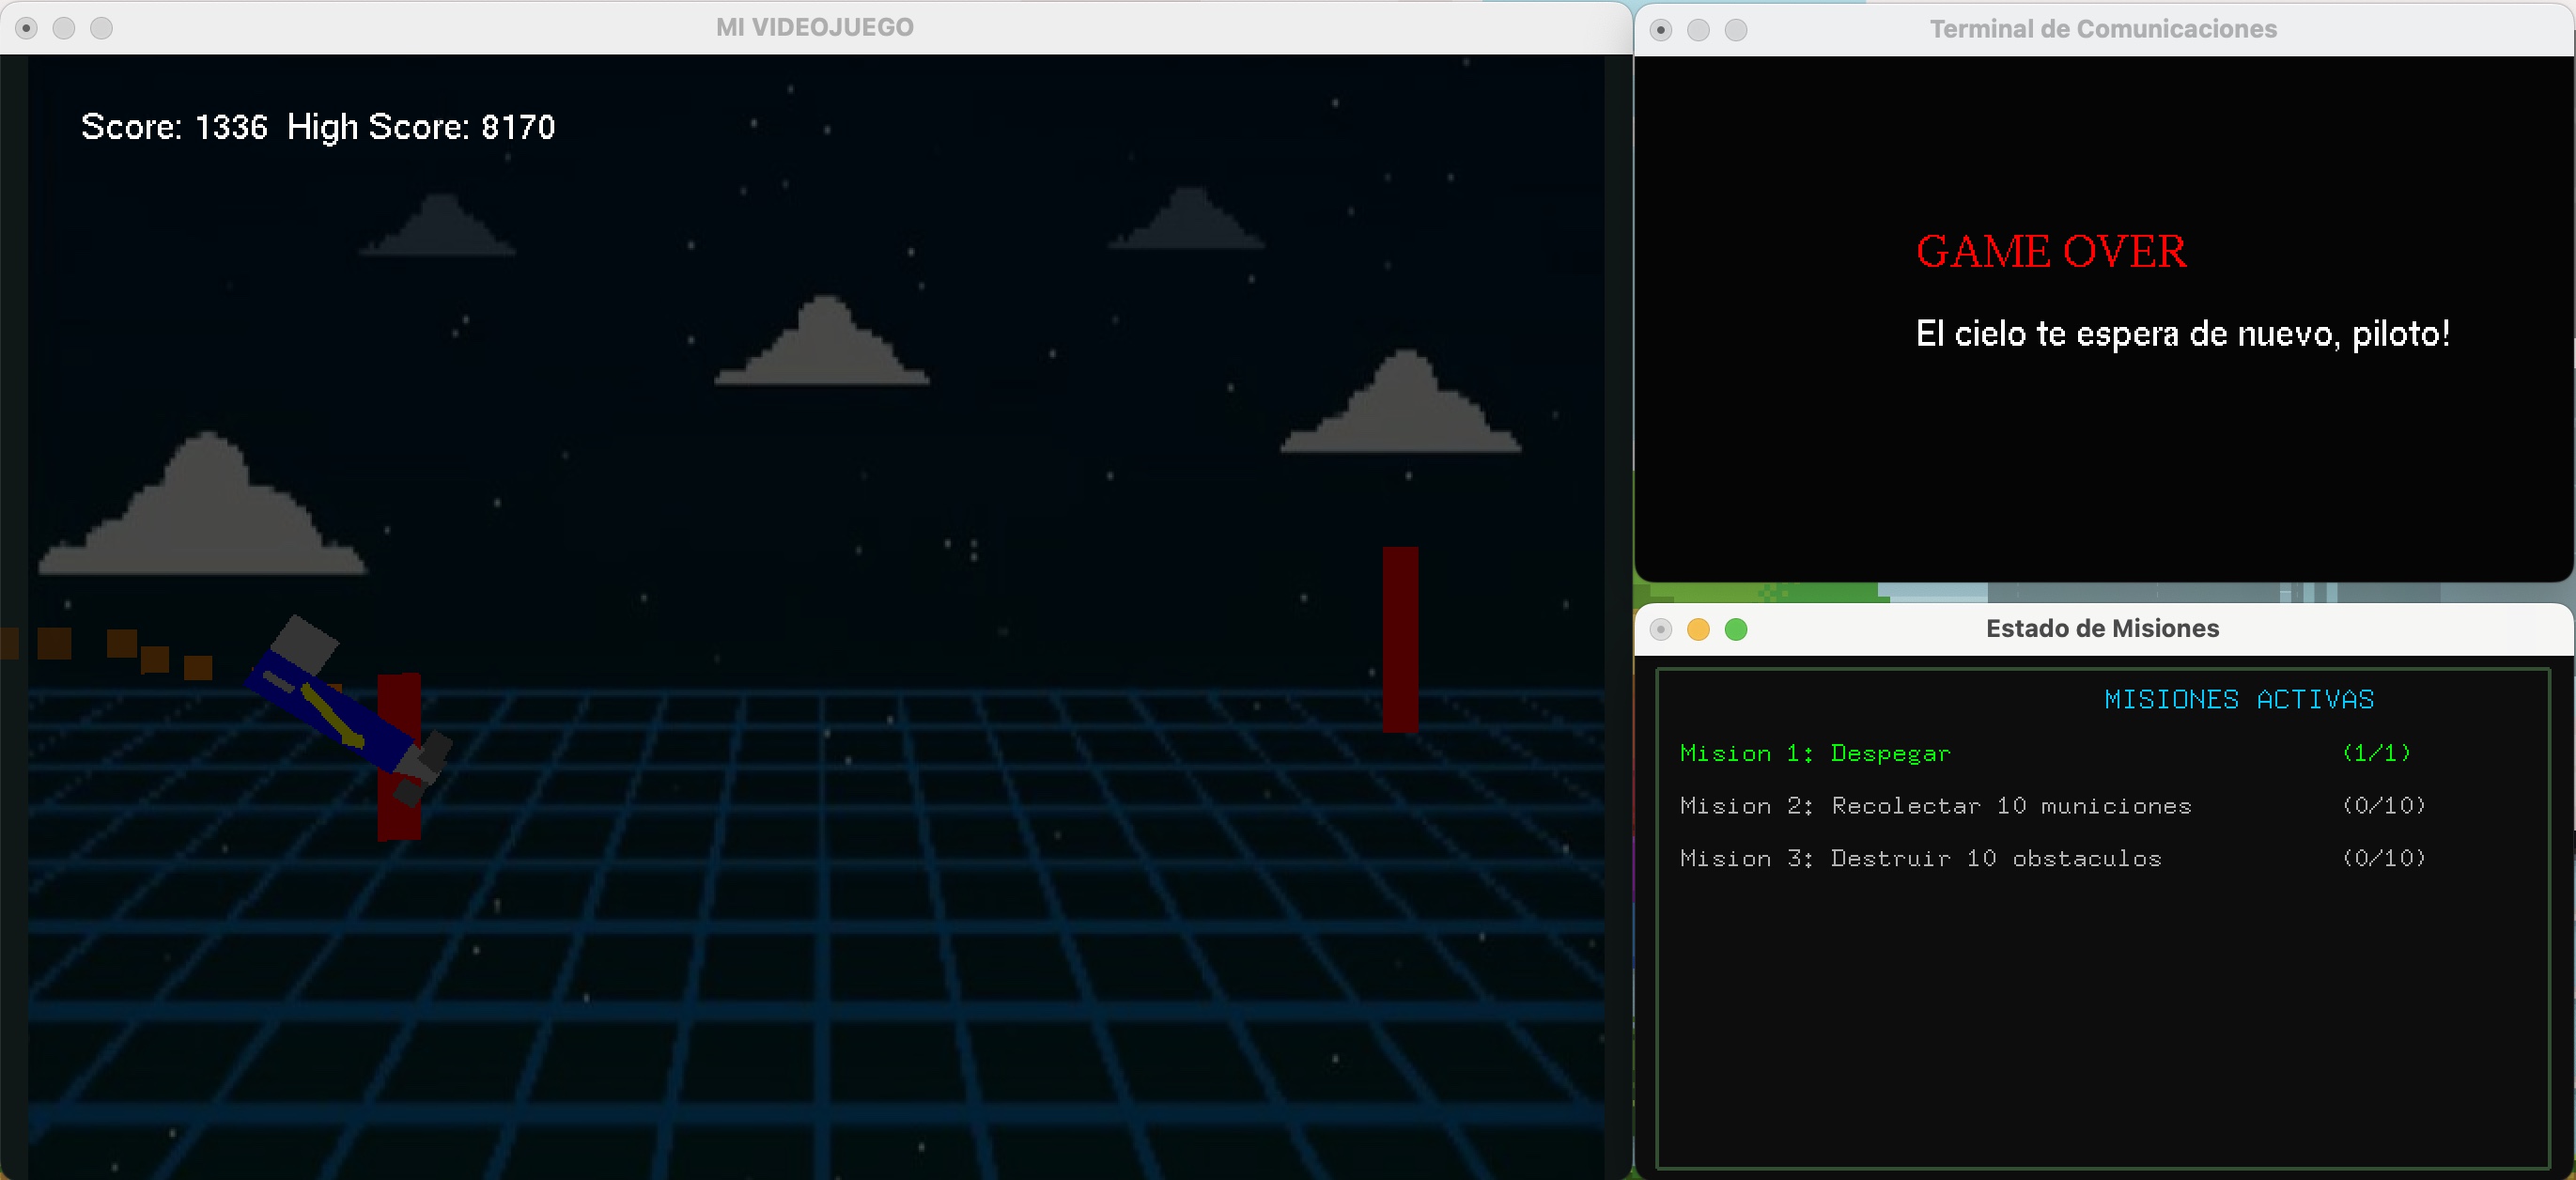 MI VIDEOJUEGO
Score: 1336 High Score: 8170
Terminal de Comunicaciones
GAME OVER
El cielo te espera de nuevo, piloto!
Estado de Misiones
MISIONES ACTIVAS
Mision 1: Despegar (1/1)
Mision 2: Recolectar 10 municiones (0/10)
Mision 3: Destruir 10 obstaculos (0/10)